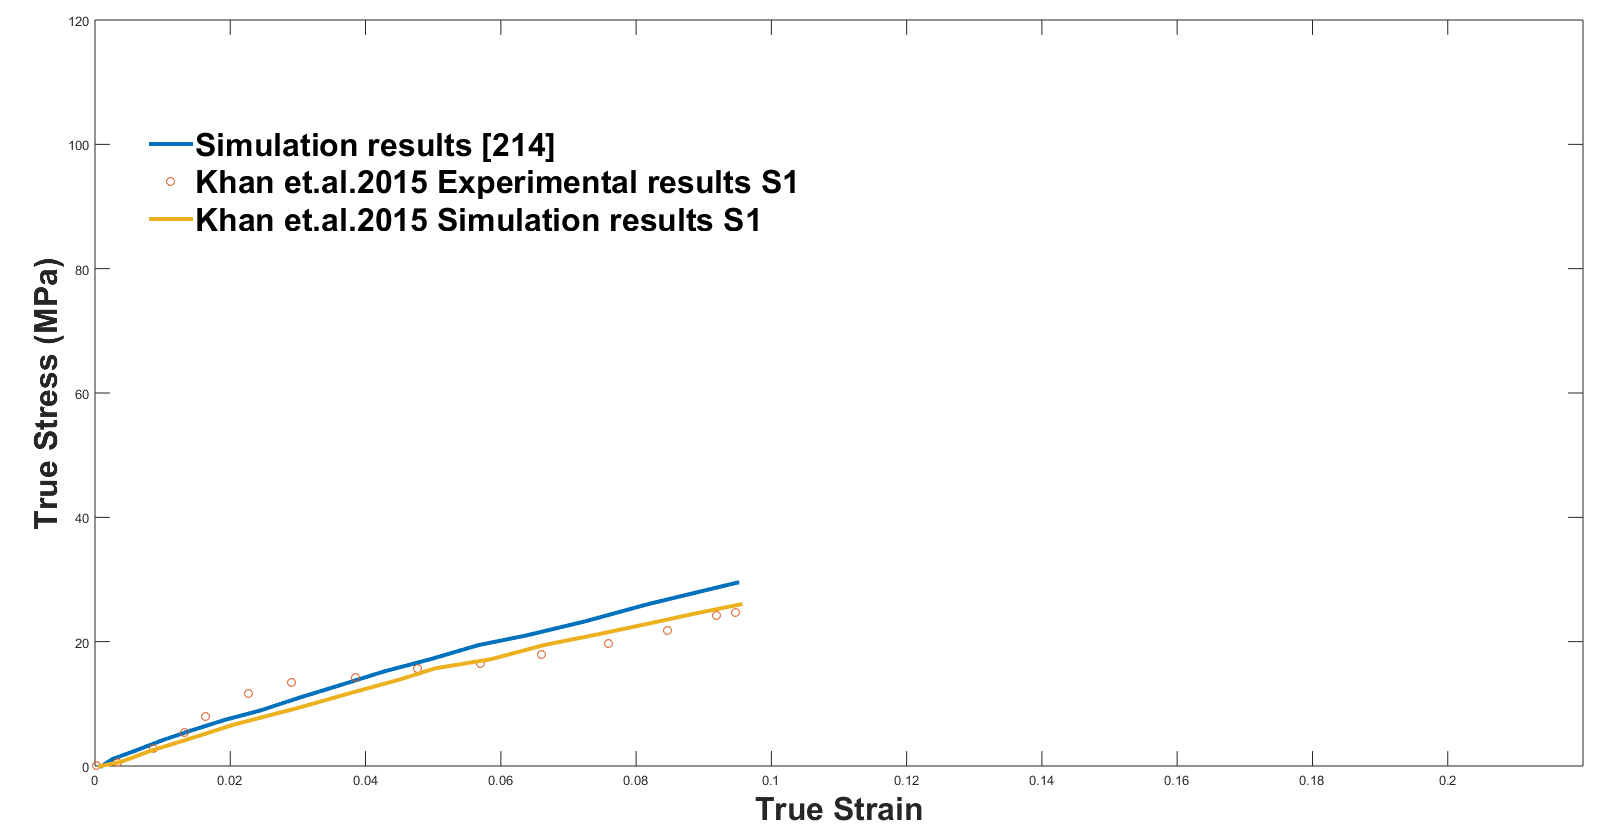 120
100
80
60
40
20
0
Simulation results [214]
Khan et.al.2015 Experimental results S1
Khan et.al.2015 Simulation results S1
True Stress (MPa)
0 0.02 0.04 0.06 0.08 0.1 0.12 0.14 0.16 0.18 0.2
True Strain